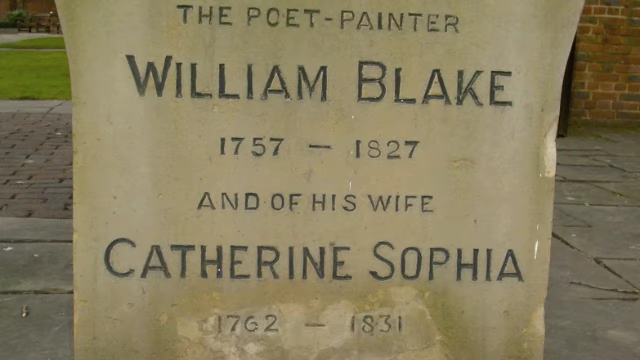 THE POET-PAINTER
WILLIAM BLAKE
1757 — 1827
AND OF HIS WIFE
CATHERINE SOPHIA
1762 — 1831